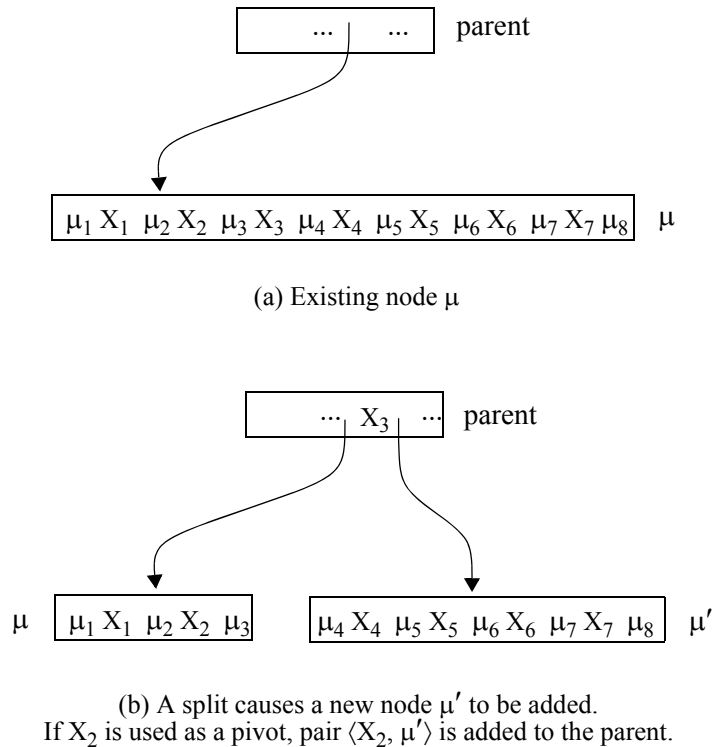 ... ... parent
μ₁ X₁ μ₂ X₂ μ₃ X₃ μ₄ X₄ μ₅ X₅ μ₆ X₆ μ₇ X₇ μ₈ μ
(a) Existing node μ
... X₃ ... parent
μ μ₁ X₁ μ₂ X₂ μ₃ μ₄ X₄ μ₅ X₅ μ₆ X₆ μ₇ X₇ μ₈ μ′
(b) A split causes a new node μ′ to be added.
If X₂ is used as a pivot, pair ⟨X₂, μ′⟩ is added to the parent.